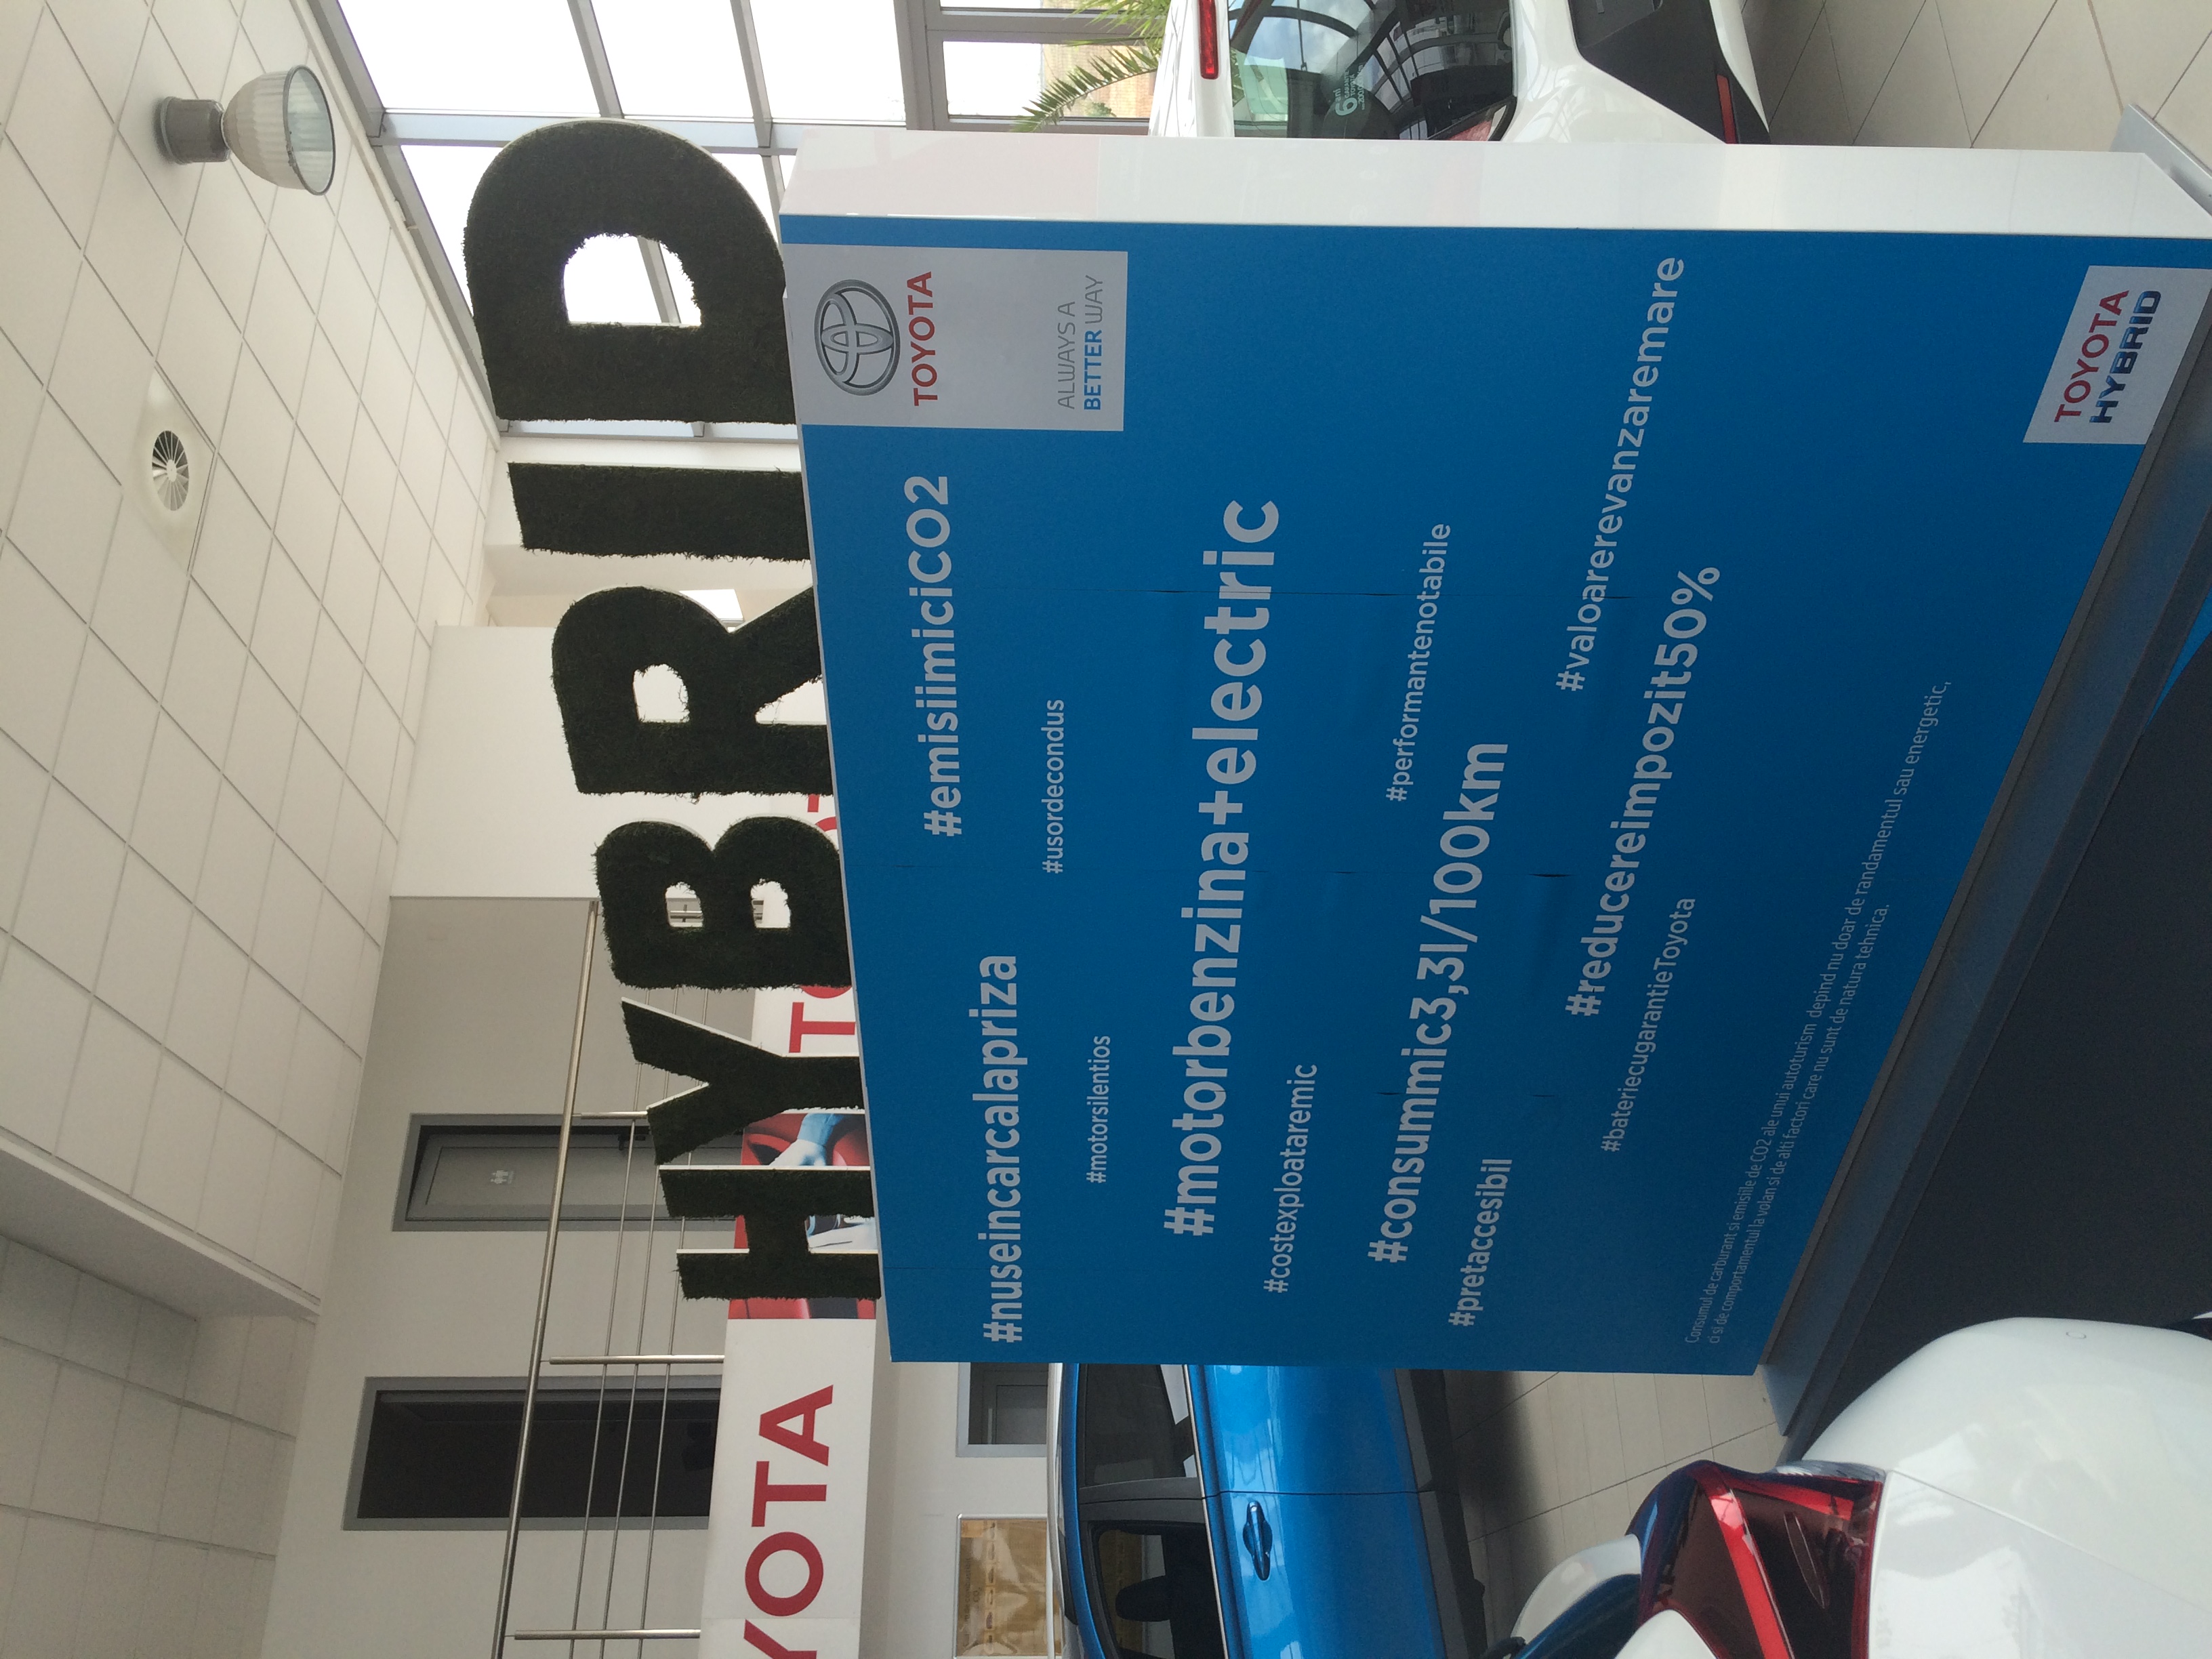 HYBRID
TOYOTA
ALWAYS A
BETTER WAY
#emisiimiciCO2
#nuseincarcalapriza
#usordecondus
#motorsilentios
#motorbenzina+electric
#costexploataremic
#performantenotabile
#consummic3,3l/100km
#pretaccesibil
#valoarerevanzaremare
#reducereimpozit50%
#bateriecugarantieToyota
Consumul de carburant si emisiile de CO2 ale unui autoturism depind nu doar de randamentul sau energetic,
ci si de comportamentul la volan si de alti factori care nu sunt de natura tehnica.
TOYOTA
HYBRID
YOTA
TO